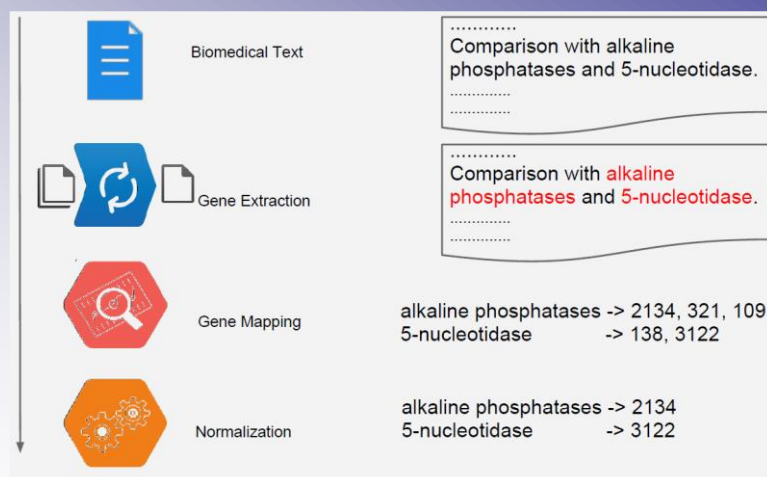 Biomedical Text
............
Comparison with alkaline
phosphatases and 5-nucleotidase.
..............
..............
Gene Extraction
............
Comparison with alkaline
phosphatases and 5-nucleotidase.
..............
..............
Gene Mapping
alkaline phosphatases -> 2134, 321, 109
5-nucleotidase -> 138, 3122
Normalization
alkaline phosphatases -> 2134
5-nucleotidase -> 3122